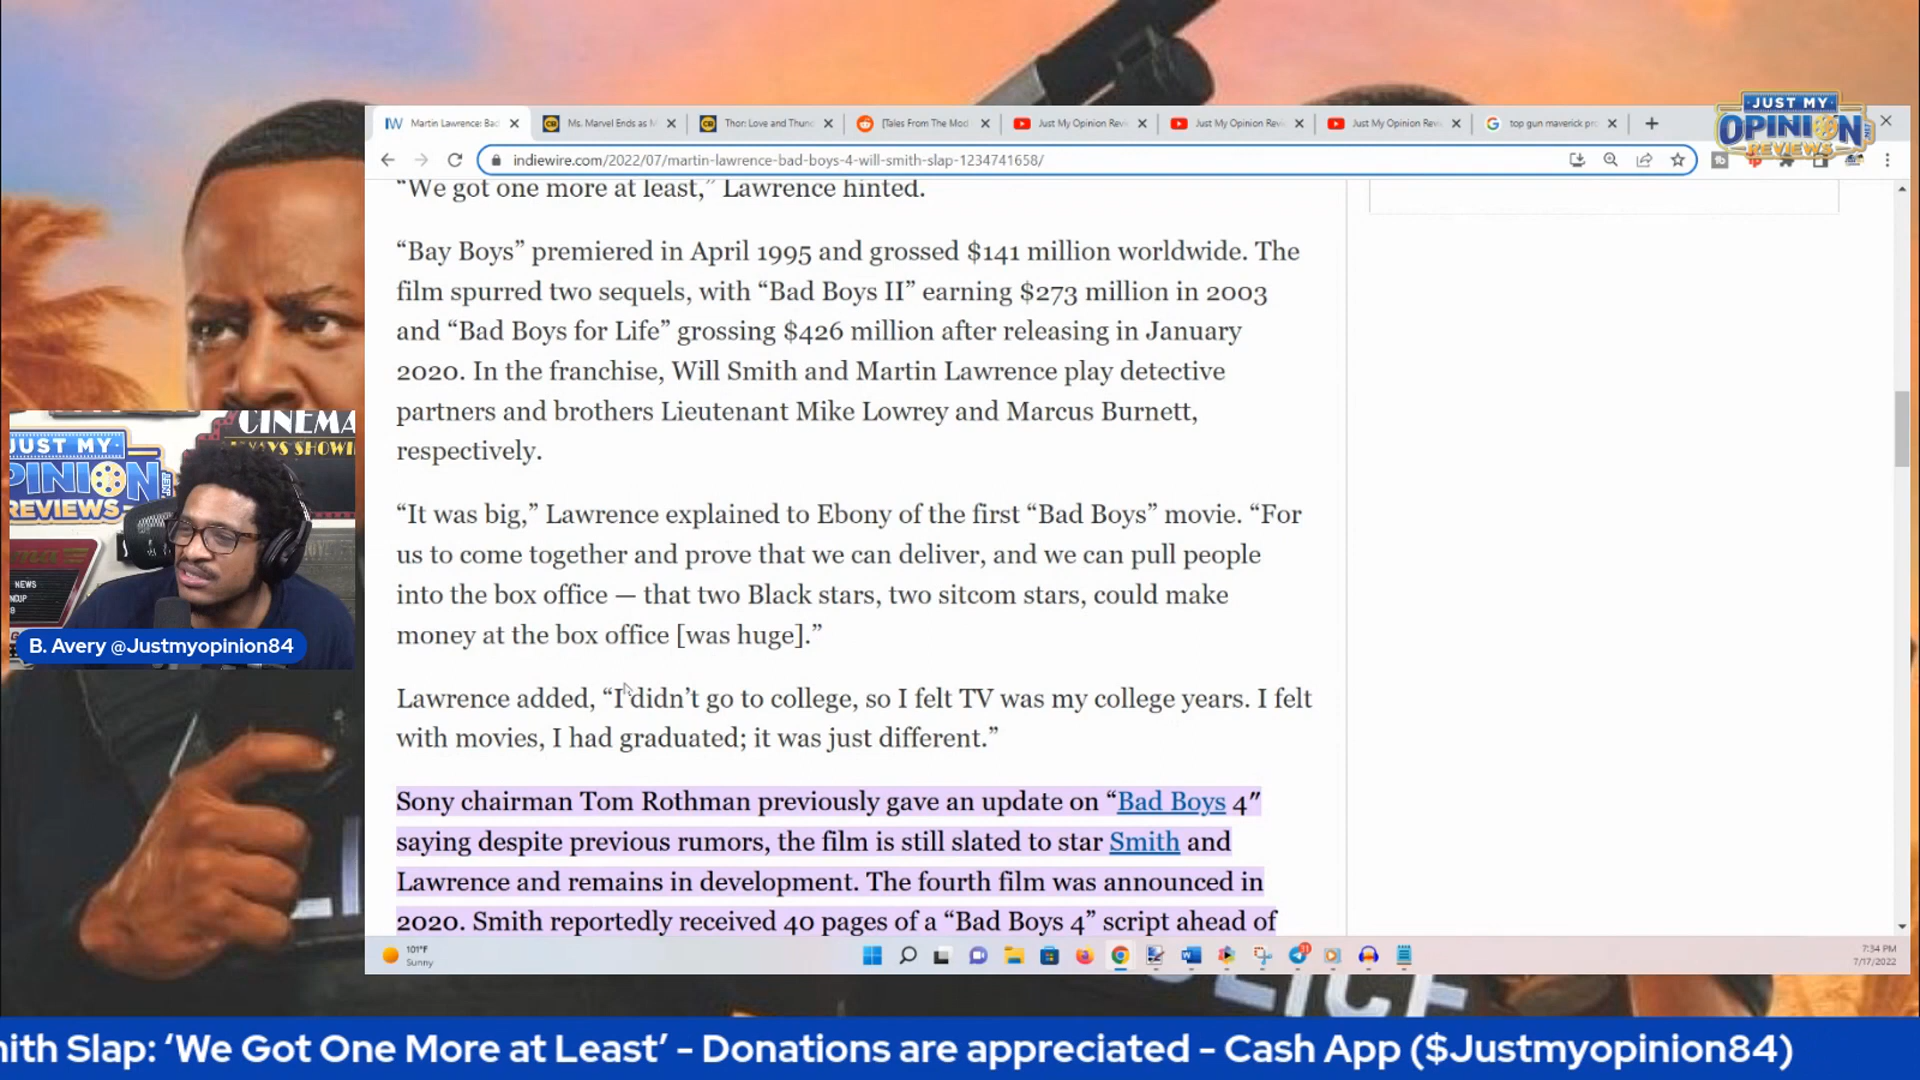 JUST MY
OPINION
REVIEWS
Martin Lawrence: Bad
Ms. Marvel Ends as M
Thor: Love and Thund
[Tales From The Mod
Just My Opinion Revi
Just My Opinion Revi
Just My Opinion Revi
top gun maverick pr
indiewire.com/2022/07/martin-lawrence-bad-boys-4-will-smith-slap-1234741658/
“We got one more at least,” Lawrence hinted.
“Bay Boys” premiered in April 1995 and grossed $141 million worldwide. The
film spurred two sequels, with “Bad Boys II” earning $273 million in 2003
and “Bad Boys for Life” grossing $426 million after releasing in January
2020. In the franchise, Will Smith and Martin Lawrence play detective
partners and brothers Lieutenant Mike Lowrey and Marcus Burnett,
respectively.
“It was big,” Lawrence explained to Ebony of the first “Bad Boys” movie. “For
us to come together and prove that we can deliver, and we can pull people
into the box office — that two Black stars, two sitcom stars, could make
money at the box office [was huge].”
Lawrence added, “I didn’t go to college, so I felt TV was my college years. I felt
with movies, I had graduated; it was just different.”
Sony chairman Tom Rothman previously gave an update on “Bad Boys 4″
saying despite previous rumors, the film is still slated to star Smith and
Lawrence and remains in development. The fourth film was announced in
2020. Smith reportedly received 40 pages of a “Bad Boys 4” script ahead of
CINEMA
JUST MY
PINION
REVIEWS
NEWS
B. Avery @Justmyopinion84
101°F
Sunny
7:34 PM
7/17/2022
LICE
nith Slap: ‘We Got One More at Least’ - Donations are appreciated - Cash App ($Justmyopinion84)